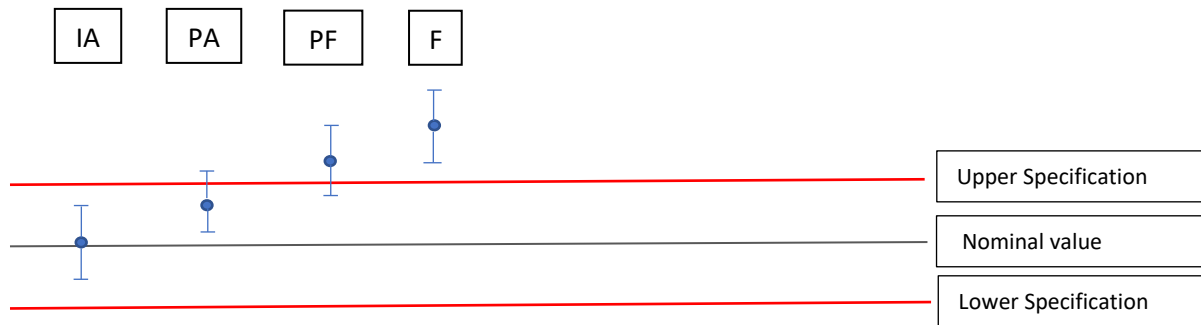 IA
PA
PF
F
Upper Specification
Nominal value
Lower Specification